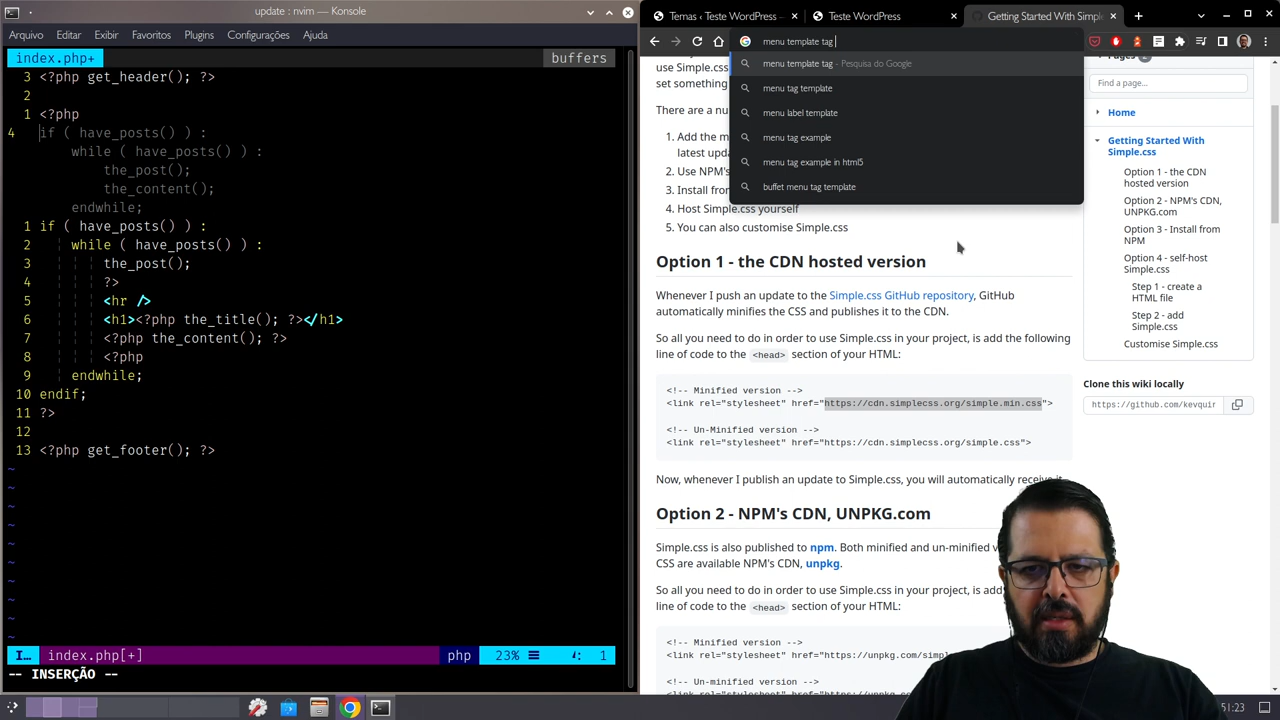 update : nvim — Konsole
Arquivo Editar Exibir Favoritos Plugins Configurações Ajuda
index.php+
buffers
3 <?php get_header(); ?>
2
1 <?php
4 if ( have_posts() ) :
while ( have_posts() ) :
the_post();
the_content();
endwhile;
1 if ( have_posts() ) :
2 while ( have_posts() ) :
3 the_post();
4 ?>
5 <hr />
6 <h1><?php the_title(); ?></h1>
7 <?php the_content(); ?>
8 <?php
9 endwhile;
10 endif;
11 ?>
12
13 <?php get_footer(); ?>
~
~
~
~
~
~
~
~
~
~
I… index.php[+] php 23% ☰ 4: 1
-- INSERÇÃO --
Temas ‹ Teste WordPress –
Teste WordPress
Getting Started With Simple
menu template tag
menu template tag - Pesquisa do Google
menu tag template
menu label template
menu tag example
menu tag example in html5
buffet menu tag template
use Simple.css
set something
There are a nu
1. Add the m
latest upda
2. Use NPM's
3. Install from
4. Host Simple.css yourself
5. You can also customise Simple.css
Option 1 - the CDN hosted version
Whenever I push an update to the Simple.css GitHub repository, GitHub
automatically minifies the CSS and publishes it to the CDN.
So all you need to do in order to use Simple.css in your project, is add the following
line of code to the <head> section of your HTML:
<!-- Minified version -->
<link rel="stylesheet" href="https://cdn.simplecss.org/simple.min.css">
<!-- Un-Minified version -->
<link rel="stylesheet" href="https://cdn.simplecss.org/simple.css">
Now, whenever I publish an update to Simple.css, you will automatically receive it.
Option 2 - NPM's CDN, UNPKG.com
Simple.css is also published to npm. Both minified and un-minified v
CSS are available NPM's CDN, unpkg.
So all you need to do in order to use Simple.css in your project, is add
line of code to the <head> section of your HTML:
<!-- Minified version -->
<link rel="stylesheet" href="https://unpkg.com/simpl
<!-- Un-Minified version -->
Pages 2
Find a page...
Home
Getting Started With
Simple.css
Option 1 - the CDN
hosted version
Option 2 - NPM's CDN,
UNPKG.com
Option 3 - Install from
NPM
Option 4 - self-host
Simple.css
Step 1 - create a
HTML file
Step 2 - add
Simple.css
Customise Simple.css
Clone this wiki locally
https://github.com/kevquir
51:23